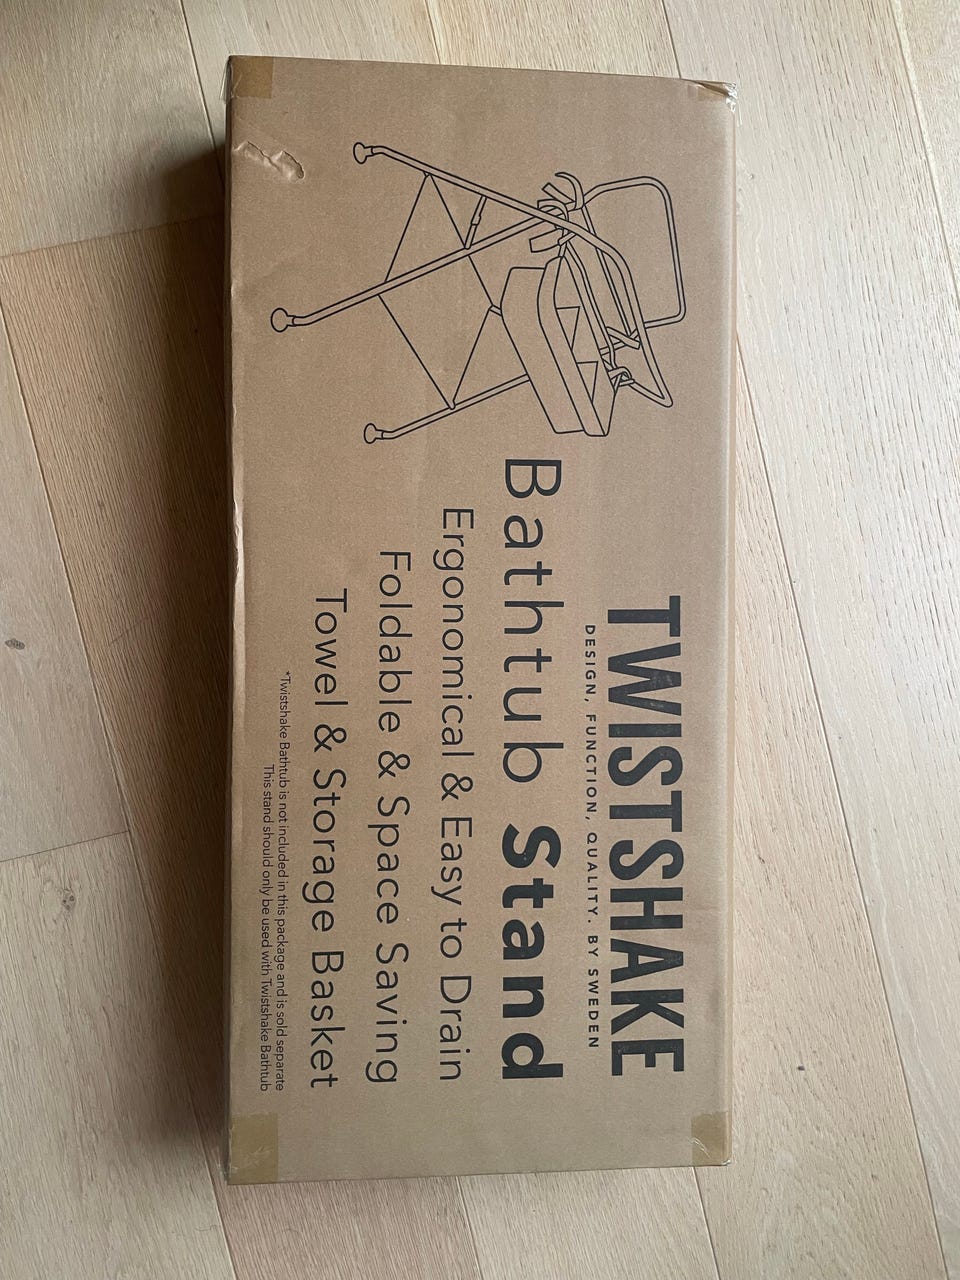 TWISTSHAKE
DESIGN, FUNCTION, QUALITY. BY SWEDEN
Bathtub Stand
Ergonomical & Easy to Drain
Foldable & Space Saving
Towel & Storage Basket
*Twistshake Bathtub is not included in this package and is sold separate
This stand should only be used with Twistshake Bathtub